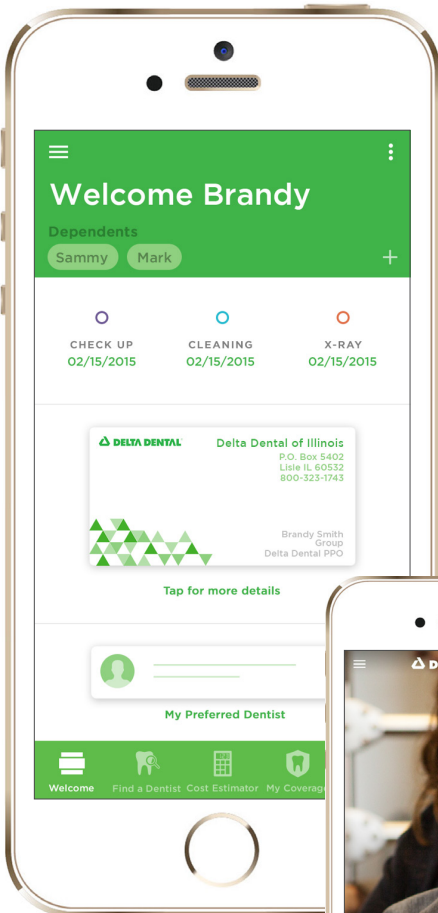 Welcome Brandy
Dependents
Sammy Mark
CHECK UP CLEANING X-RAY
02/15/2015 02/15/2015 02/15/2015
DELTA DENTAL
Delta Dental of Illinois
P.O. Box 5402
Lisle IL 60532
800-323-1743
Brandy Smith
Group
Delta Dental PPO
Tap for more details
My Preferred Dentist
Welcome Find a Dentist Cost Estimator My Coverag
D